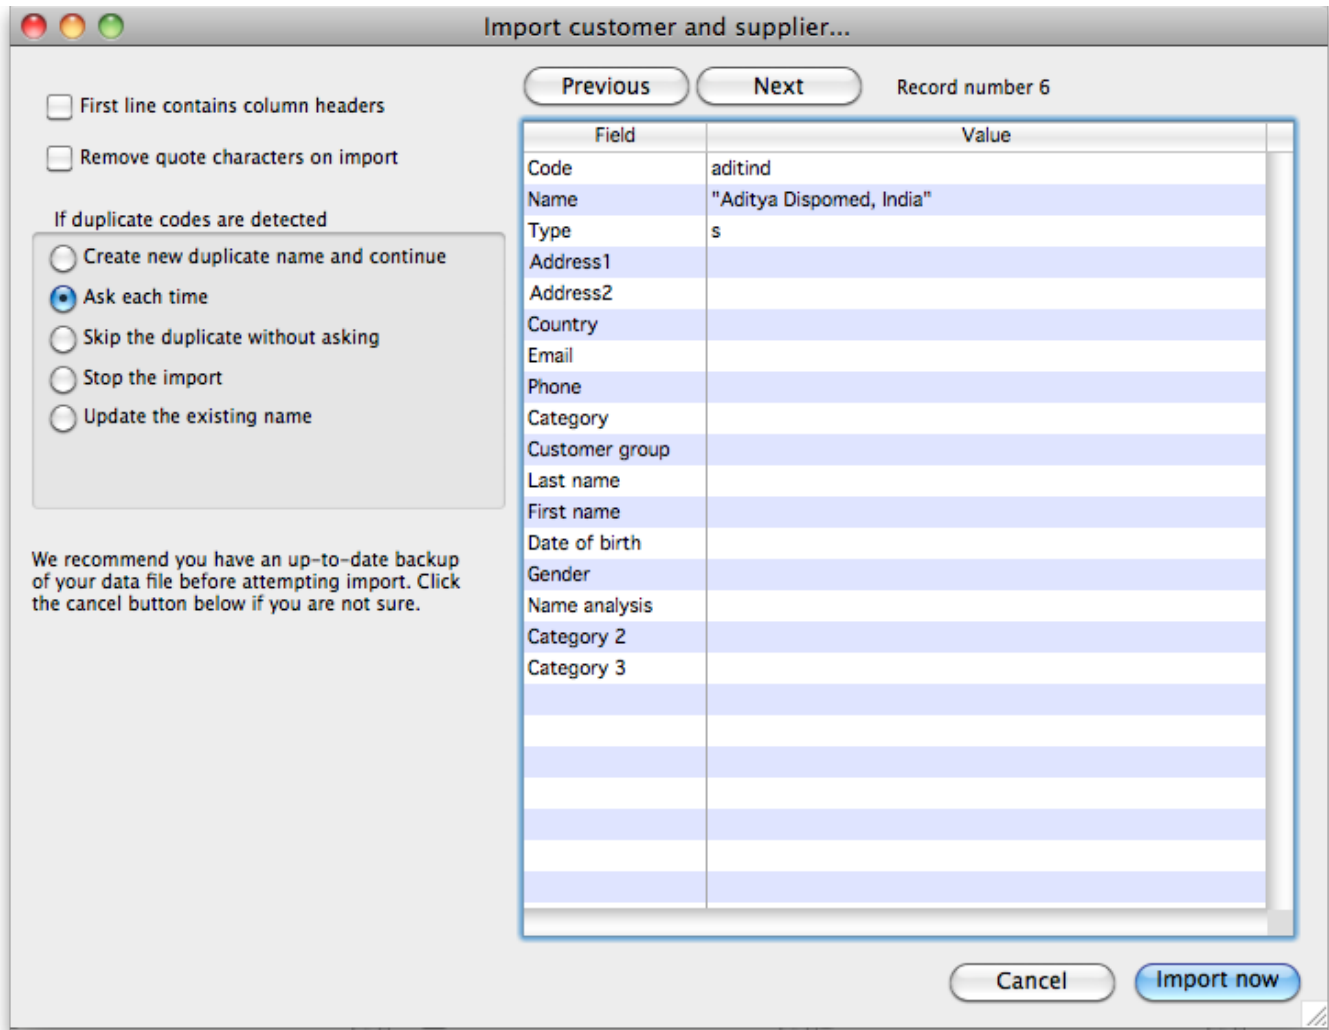 Import customer and supplier...
First line contains column headers
Remove quote characters on import
If duplicate codes are detected
Create new duplicate name and continue
Ask each time
Skip the duplicate without asking
Stop the import
Update the existing name
We recommend you have an up-to-date backup
of your data file before attempting import. Click
the cancel button below if you are not sure.
Previous Next Record number 6
Field Value
Code aditind
Name "Aditya Dispomed, India"
Type s
Address1
Address2
Country
Email
Phone
Category
Customer group
Last name
First name
Date of birth
Gender
Name analysis
Category 2
Category 3
Cancel Import now